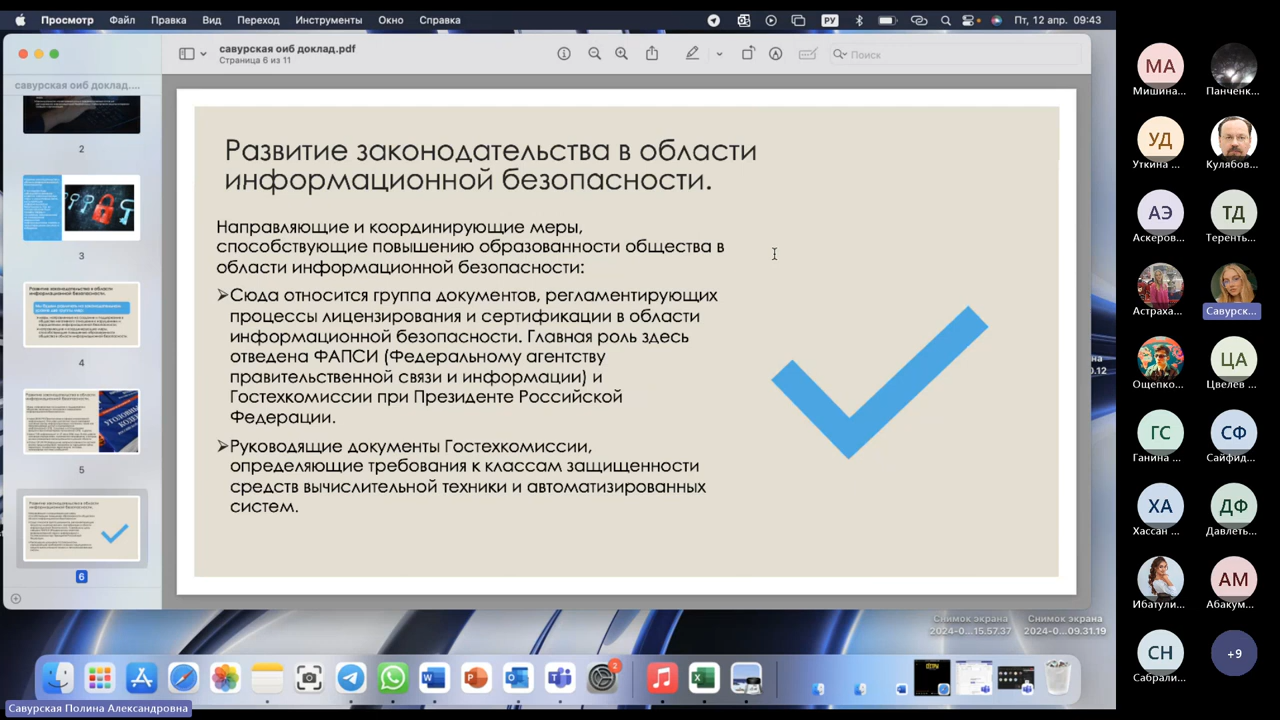 Просмотр Файл Правка Вид Переход Инструменты Окно Справка
РУ
Пт, 12 апр. 09:43
савурская оиб доклад.pdf
Страница 6 из 11
Поиск
савурская оиб доклад....
2
3
4
5
6
Развитие законодательства в области
информационной безопасности.
Направляющие и координирующие меры,
способствующие повышению образованности общества в
области информационной безопасности:
Сюда относится группа документов, регламентирующих
процессы лицензирования и сертификации в области
информационной безопасности. Главная роль здесь
отведена ФАПСИ (Федеральному агентству
правительственной связи и информации) и
Гостехкомиссии при Президенте Российской
Федерации.
Руководящие документы Гостехкомиссии,
определяющие требования к классам защищенности
средств вычислительной техники и автоматизированных
систем.
Снимок экрана
2024-0...15.57.37
Снимок экрана
2024-0...09.31.19
2
Савурская Полина Александровна
МА
Мишина...
Панченк...
УД
Уткина ...
Кулябов...
АЭ
Аскеров...
ТД
Теренть...
Астраха...
Савурск...
Ощепко...
ЦА
Цвелев ...
ГС
Ганина ...
СФ
Сайфид...
ХА
Хассан ...
ДФ
Давлеть...
Ибатули...
АМ
Абакум...
СН
Сабрали...
+9